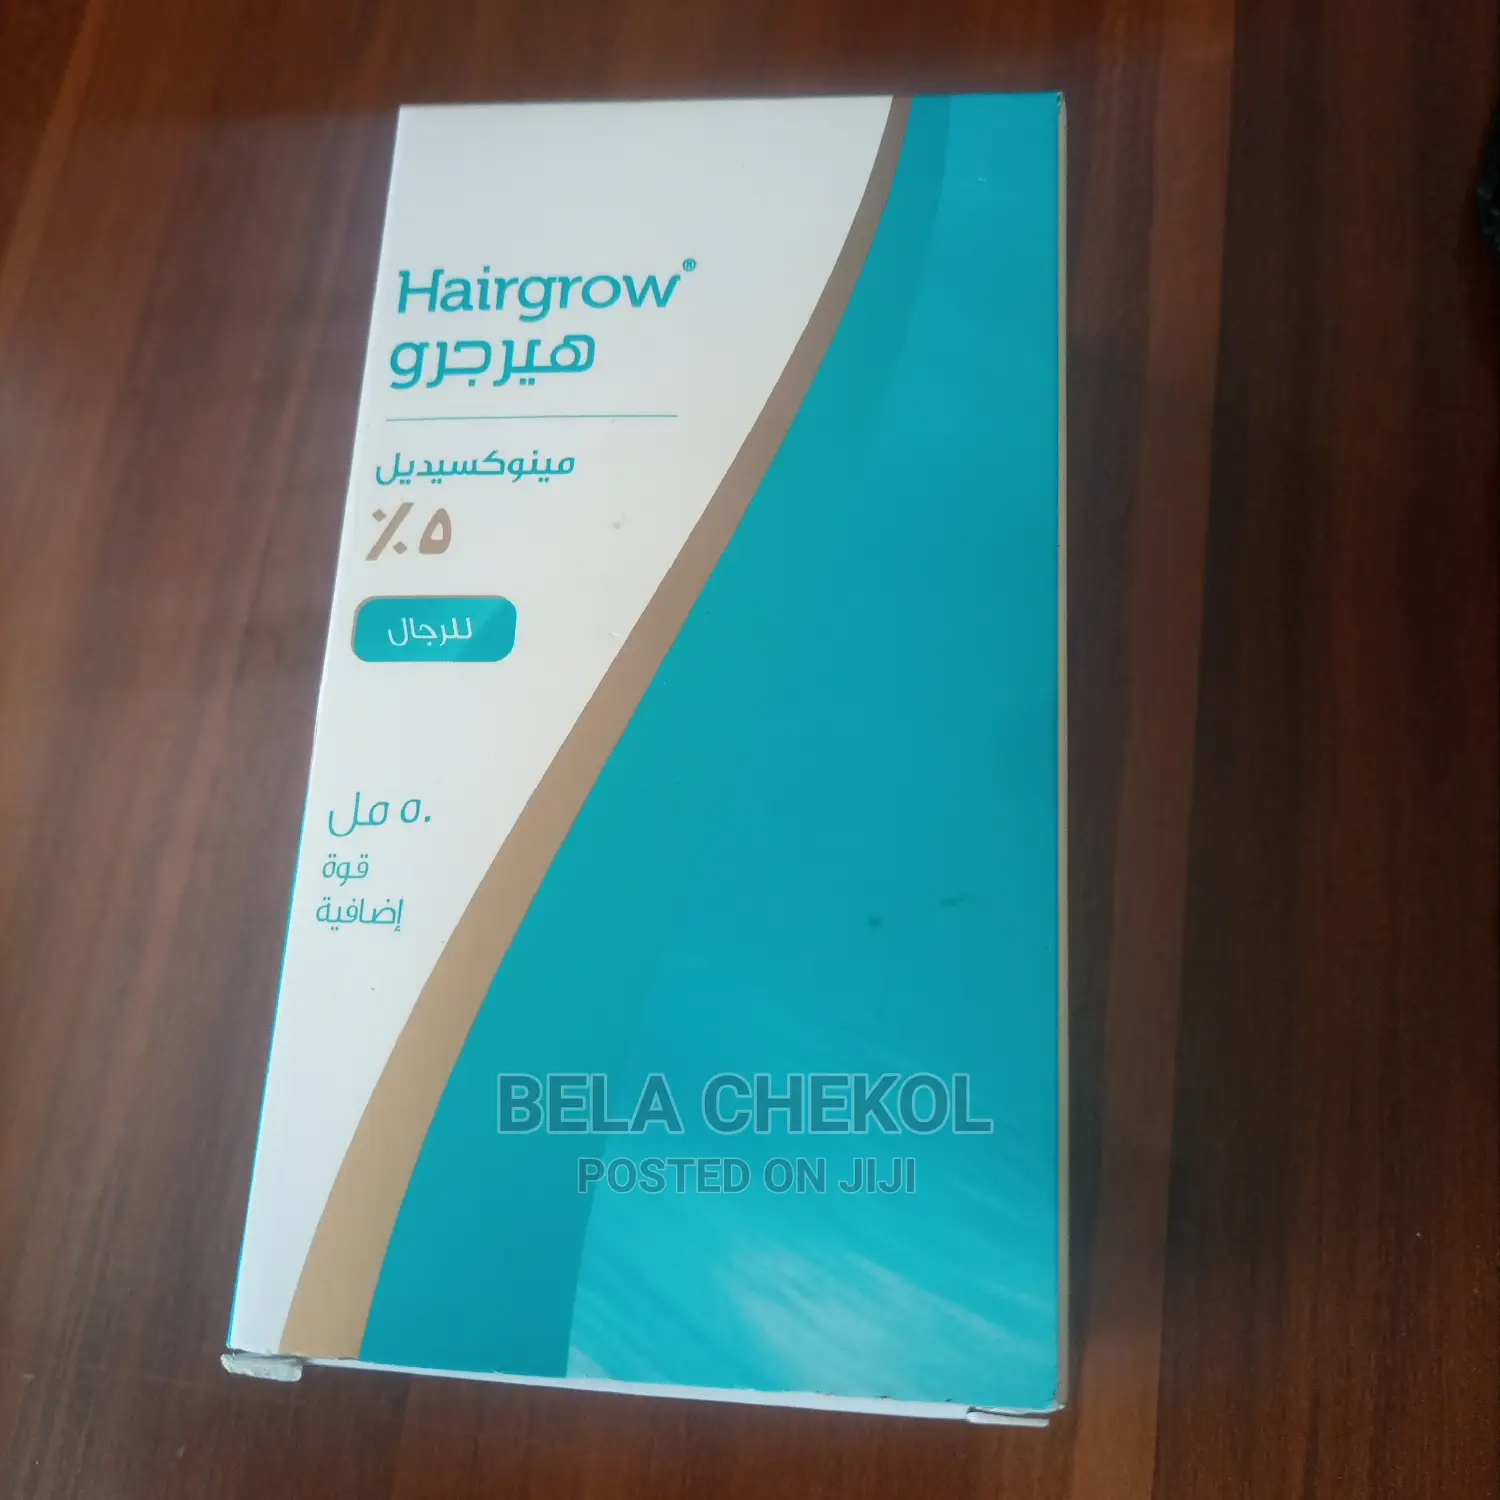 Hairgrow®
هيرجرو
مينوكسيديل
٥٪
للرجال
٥٠ مل
قوة
إضافية
BELA CHEKOL
POSTED ON JIJI